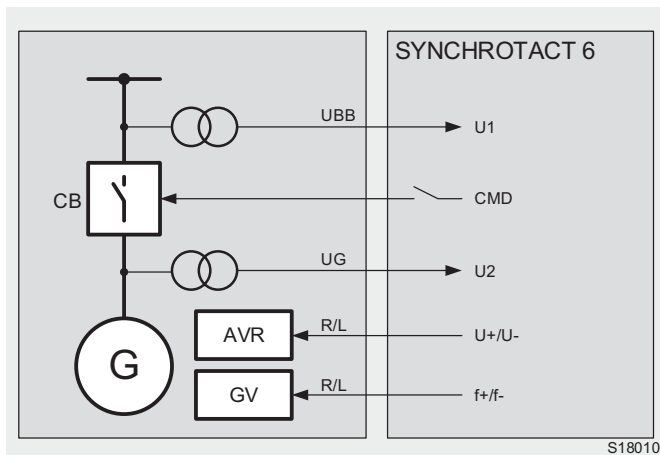 SYNCHROTACT 6
UBB
U1
CB
CMD
UG
U2
G
AVR
R/L
U+/U-
GV
R/L
f+/f-
S18010